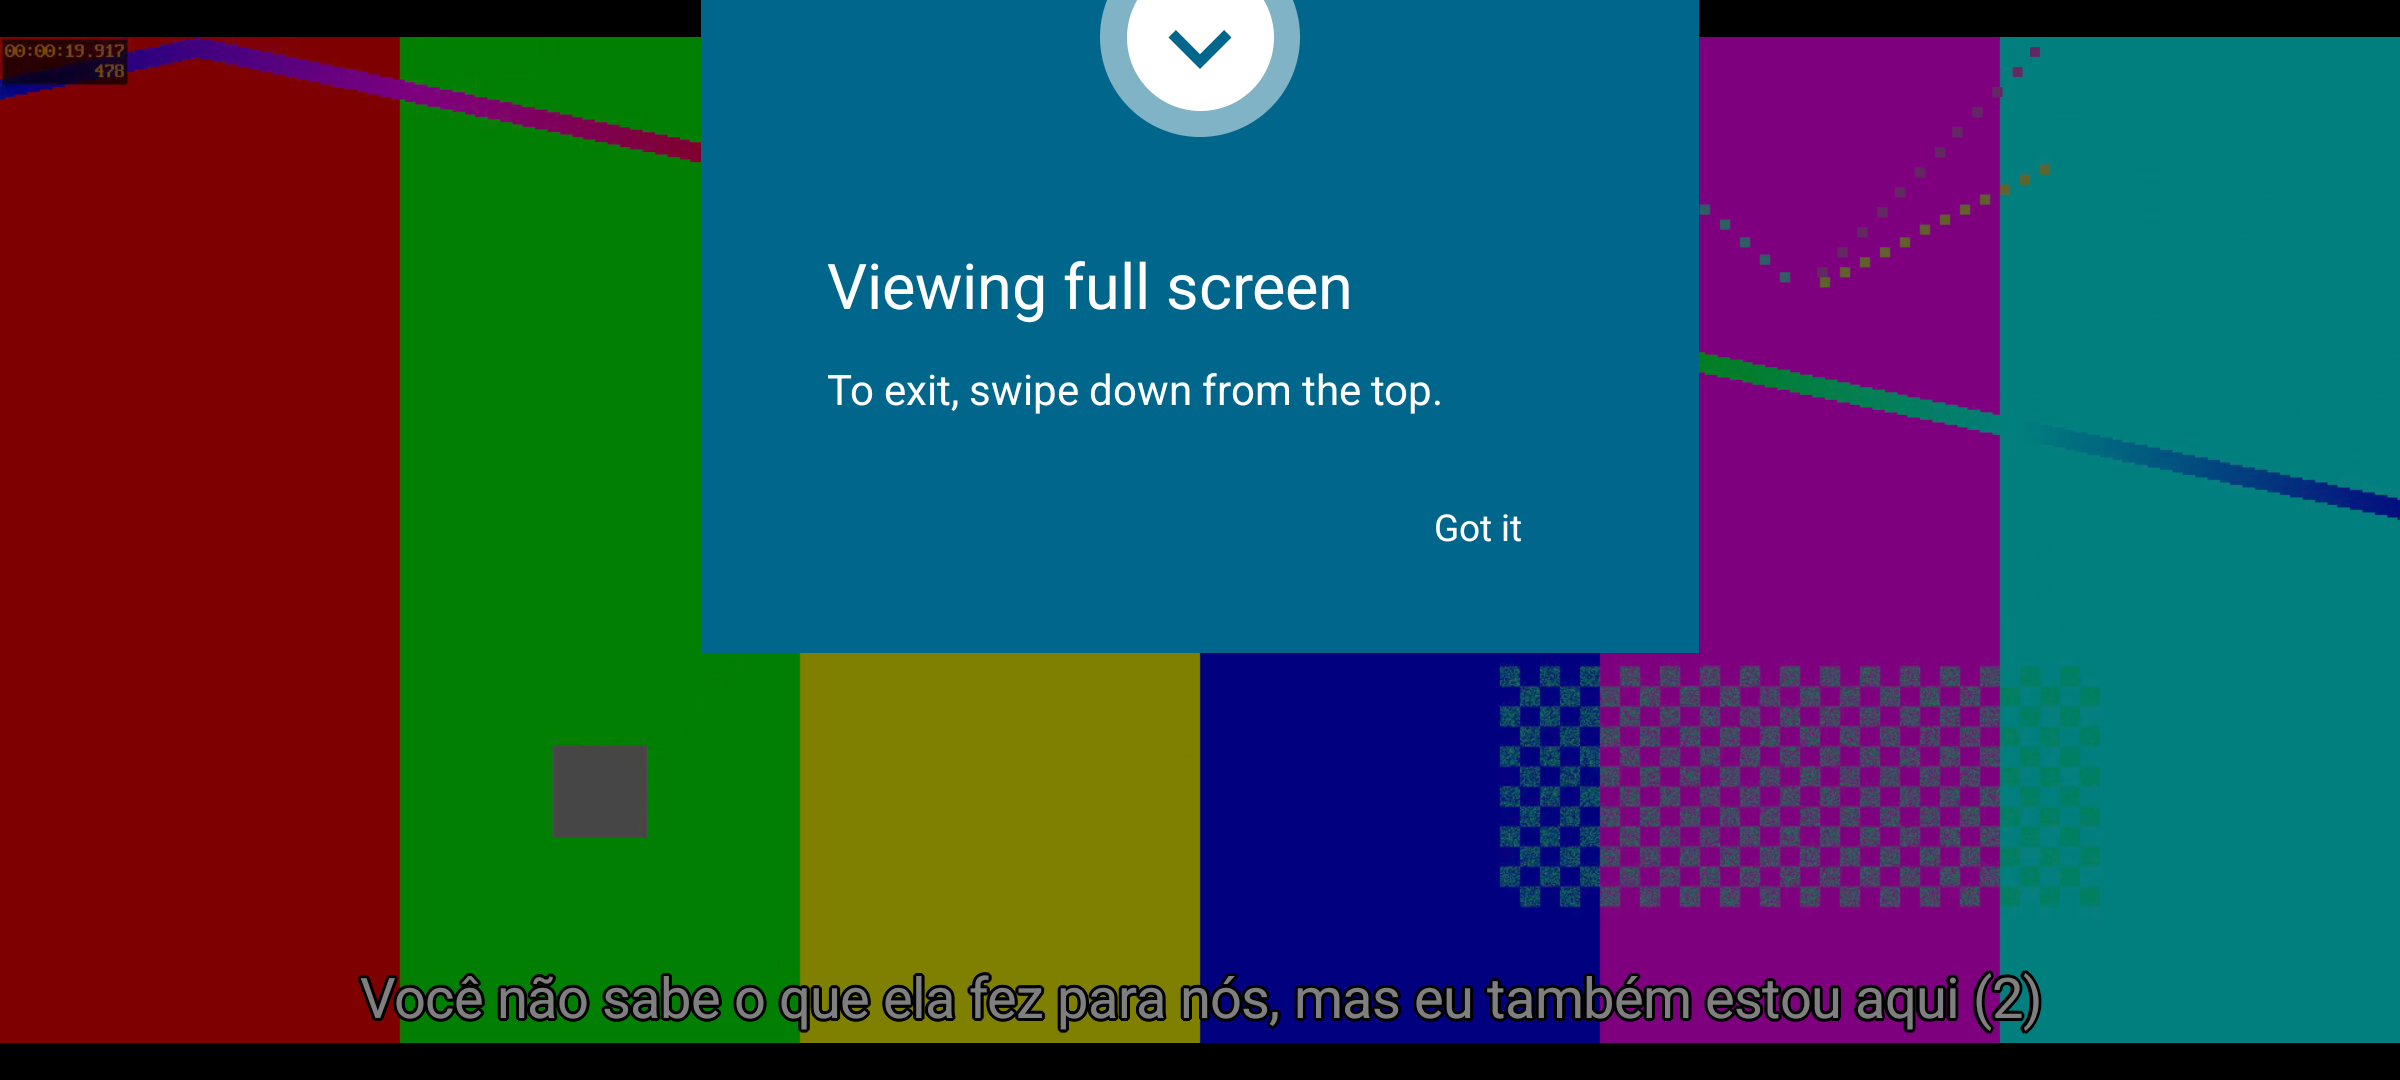 00:00:19.917
478
Viewing full screen
To exit, swipe down from the top.
Got it
Você não sabe o que ela fez para nós, mas eu também estou aqui (2)